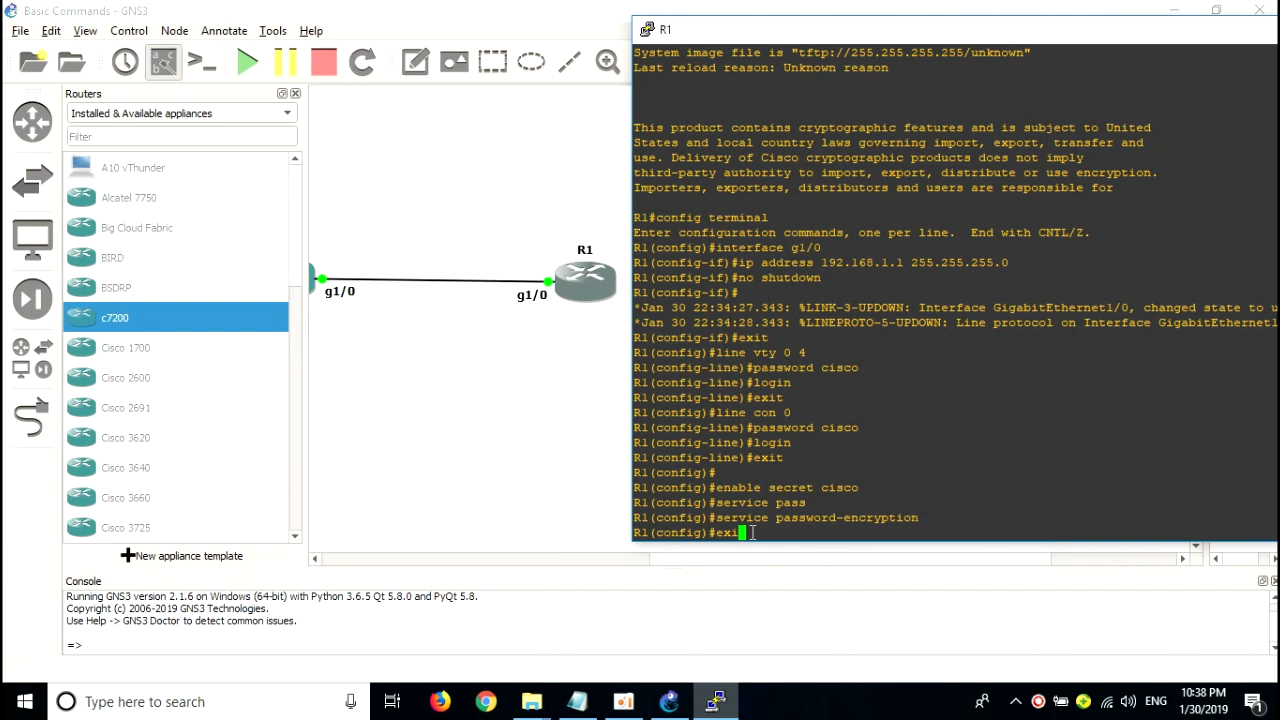 Basic Commands - GNS3
File Edit View Control Node Annotate Tools Help
Routers
Installed & Available appliances
Filter
A10 vThunder
Alcatel 7750
Big Cloud Fabric
BIRD
BSDRP
c7200
Cisco 1700
Cisco 2600
Cisco 2691
Cisco 3620
Cisco 3640
Cisco 3660
Cisco 3725
New appliance template
g1/0
g1/0
R1
R1
System image file is "tftp://255.255.255.255/unknown"
Last reload reason: Unknown reason
This product contains cryptographic features and is subject to United
States and local country laws governing import, export, transfer and
use. Delivery of Cisco cryptographic products does not imply
third-party authority to import, export, distribute or use encryption.
Importers, exporters, distributors and users are responsible for
R1#config terminal
Enter configuration commands, one per line.  End with CNTL/Z.
R1(config)#interface g1/0
R1(config-if)#ip address 192.168.1.1 255.255.255.0
R1(config-if)#no shutdown
R1(config-if)#
*Jan 30 22:34:27.343: %LINK-3-UPDOWN: Interface GigabitEthernet1/0, changed state to u
*Jan 30 22:34:28.343: %LINEPROTO-5-UPDOWN: Line protocol on Interface GigabitEthernet1
R1(config-if)#exit
R1(config)#line vty 0 4
R1(config-line)#password cisco
R1(config-line)#login
R1(config-line)#exit
R1(config)#line con 0
R1(config-line)#password cisco
R1(config-line)#login
R1(config-line)#exit
R1(config)#
R1(config)#enable secret cisco
R1(config)#service pass
R1(config)#service password-encryption
R1(config)#exi
Console
Running GNS3 version 2.1.6 on Windows (64-bit) with Python 3.6.5 Qt 5.8.0 and PyQt 5.8.
Copyright (c) 2006-2019 GNS3 Technologies.
Use Help -> GNS3 Doctor to detect common issues.
=>
Type here to search
ENG
10:38 PM
1/30/2019
1